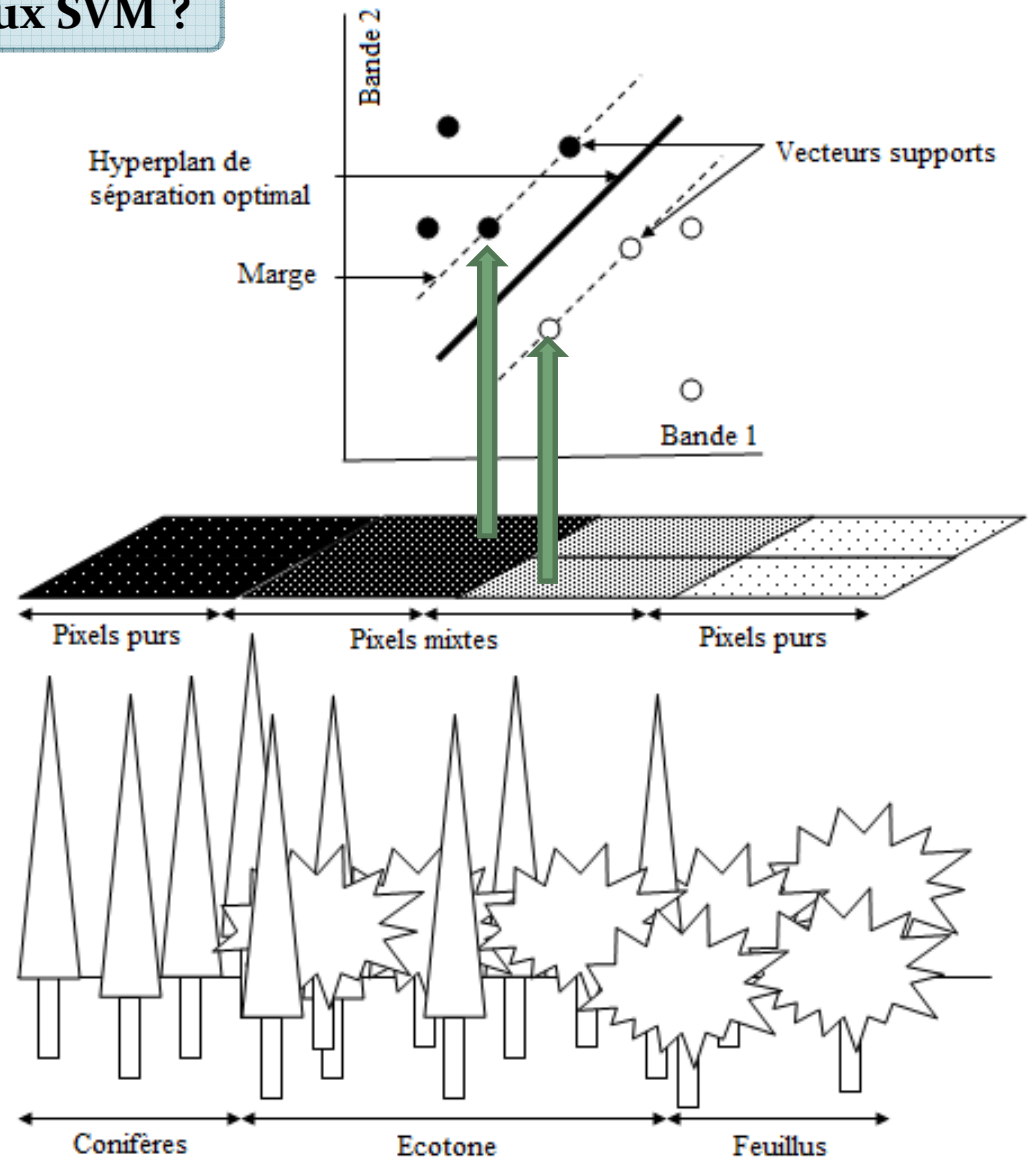 ux SVM ?
Bande 2
Hyperplan de
séparation optimal
Vecteurs supports
Marge
Bande 1
Pixels purs
Pixels mixtes
Pixels purs
Conifères
Ecotone
Feuillus